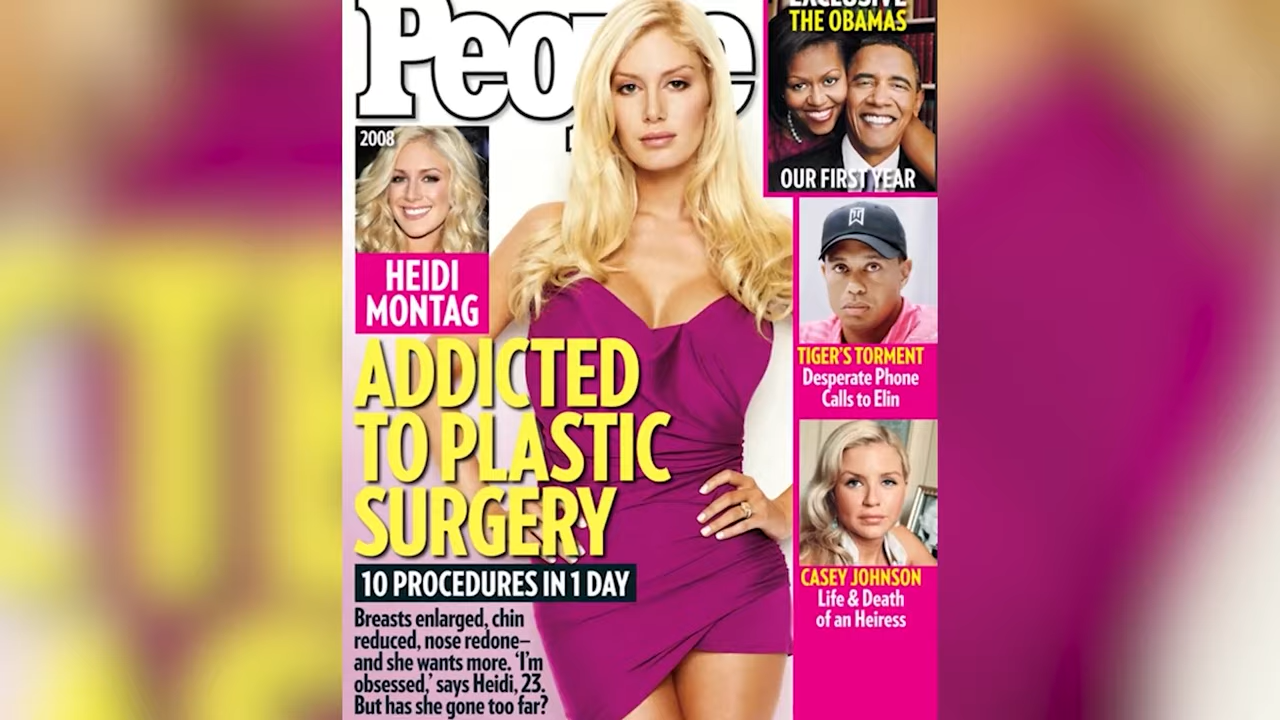 People
EXCLUSIVE
THE OBAMAS
OUR FIRST YEAR
2008
HEIDI
MONTAG
ADDICTED
TO PLASTIC
SURGERY
10 PROCEDURES IN 1 DAY
Breasts enlarged, chin
reduced, nose redone–
and she wants more. ‘I’m
obsessed,’ says Heidi, 23.
But has she gone too far?
TIGER’S TORMENT
Desperate Phone
Calls to Elin
CASEY JOHNSON
Life & Death
of an Heiress